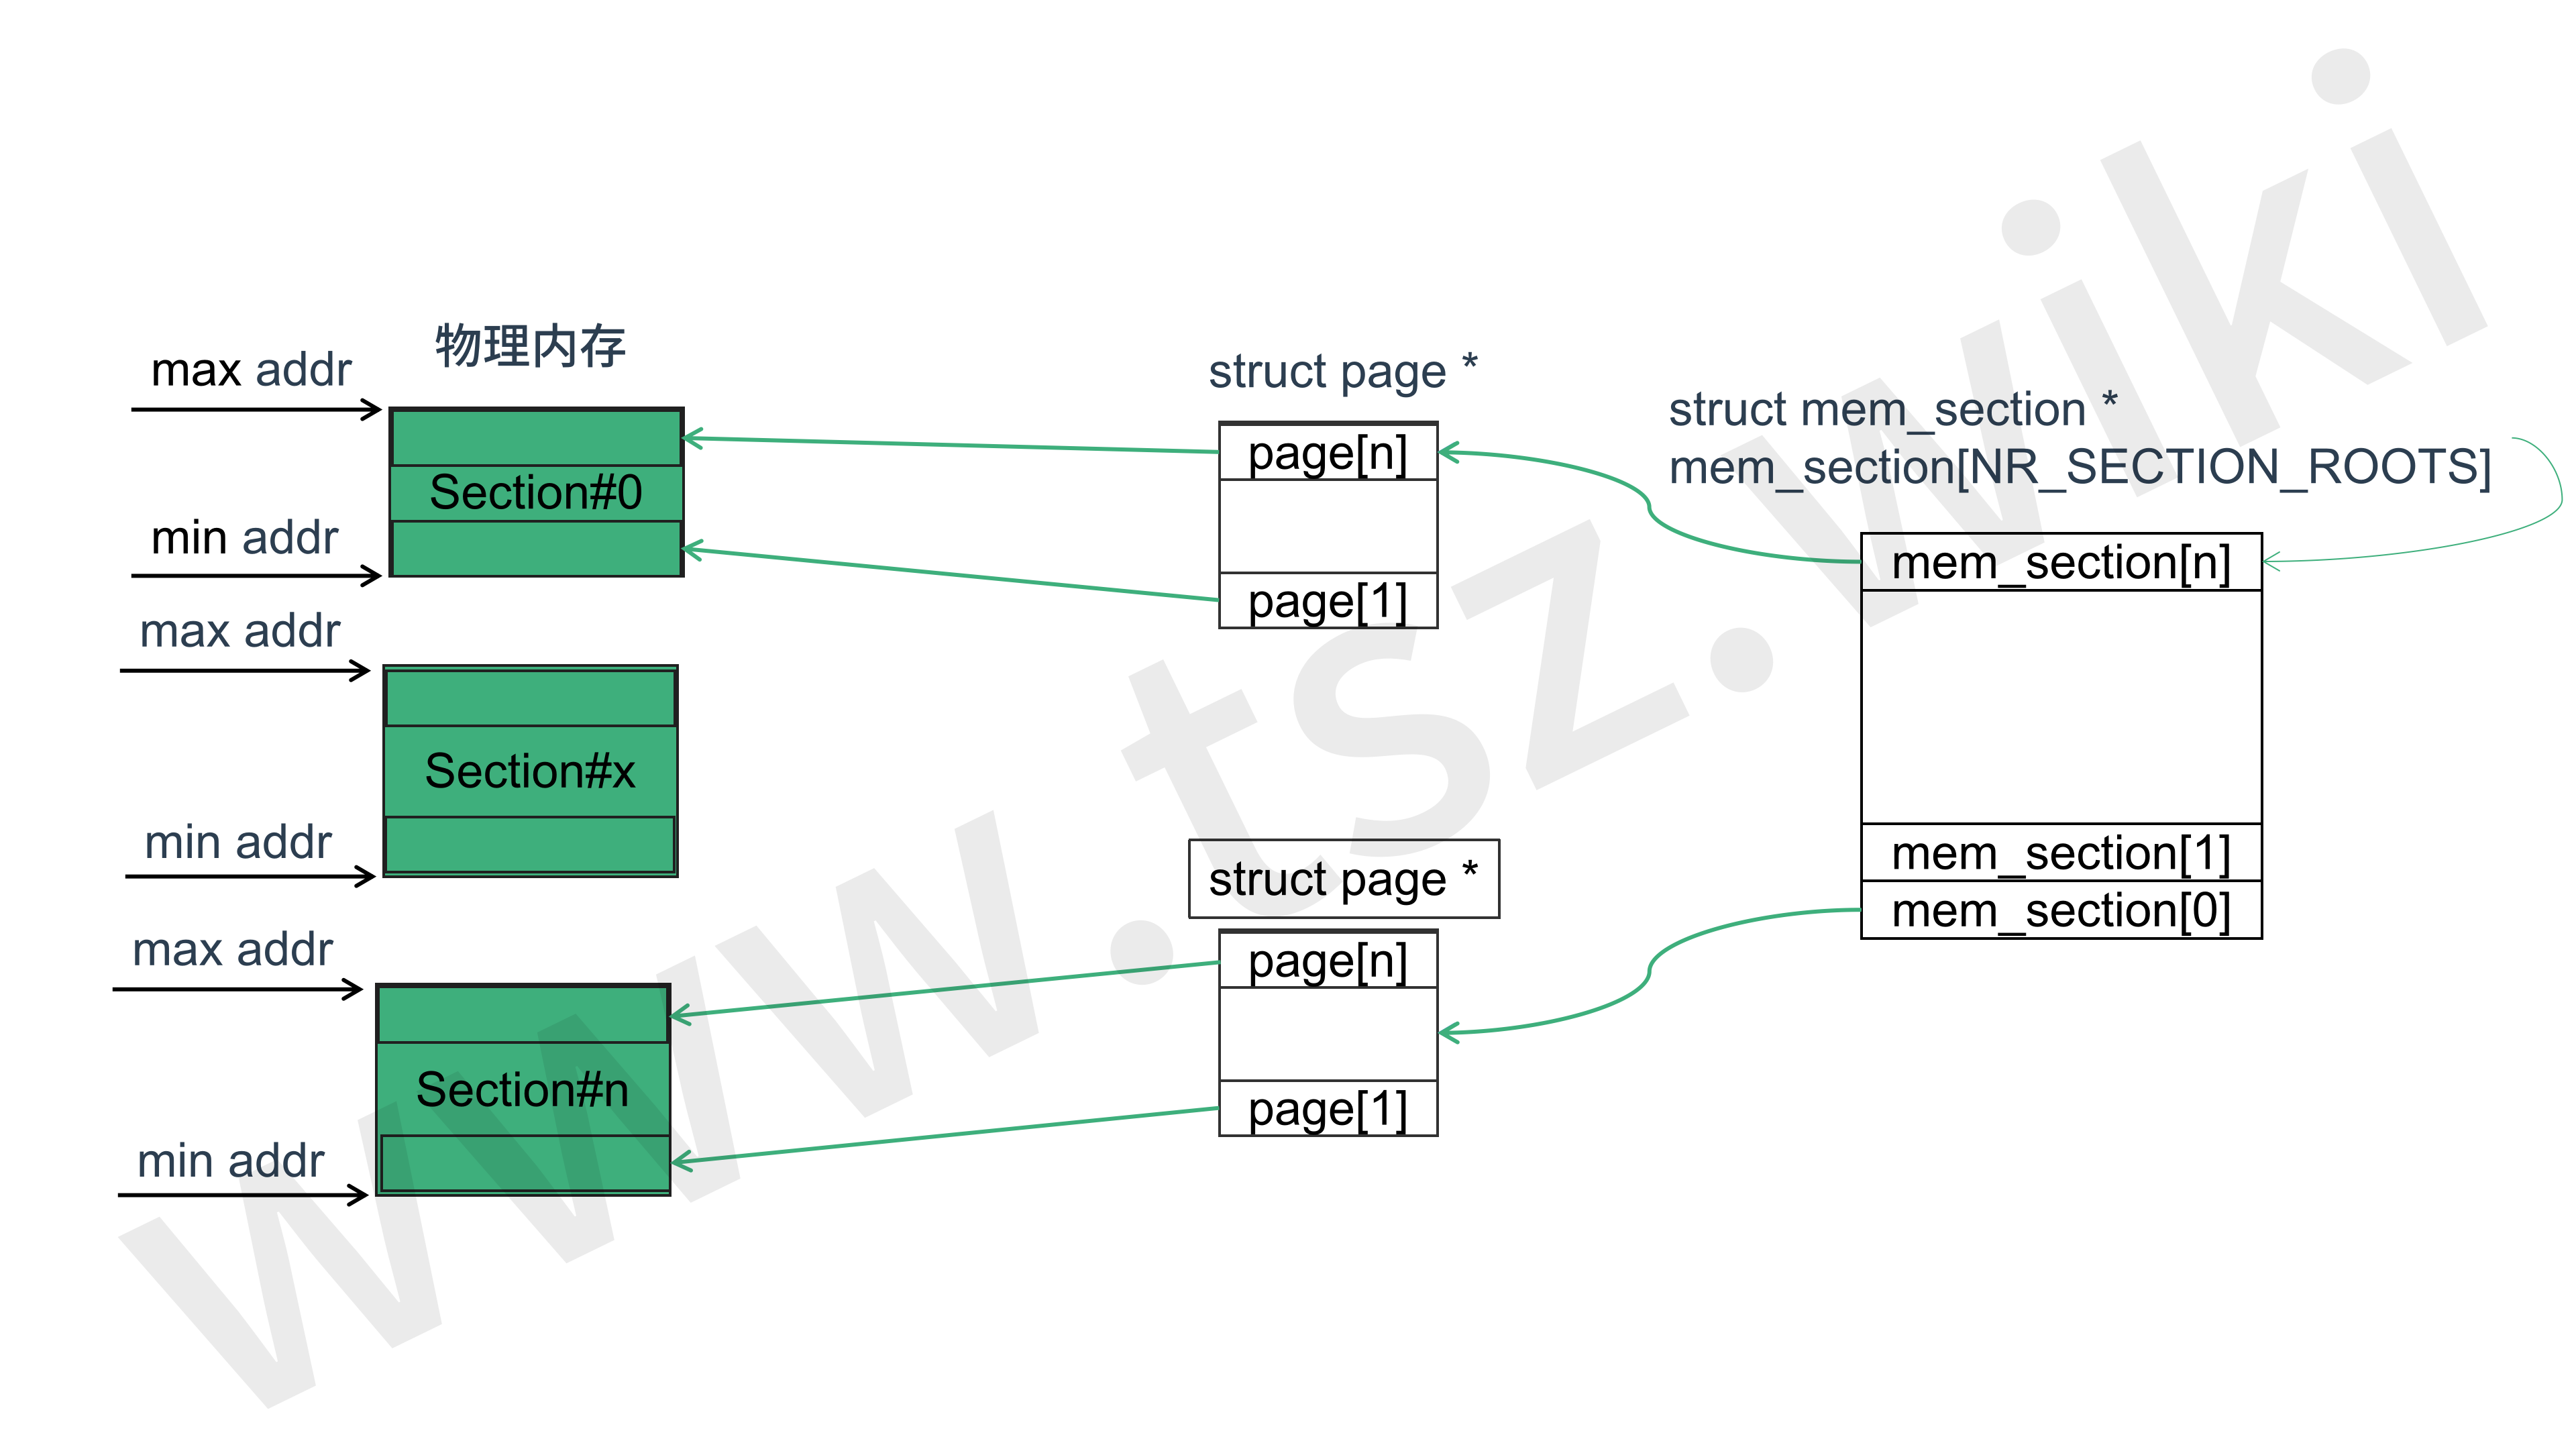 物理内存
max addr
Section#0
min addr
max addr
Section#x
min addr
max addr
Section#n
min addr
struct page *
page[n]
page[1]
struct page *
page[n]
page[1]
struct mem_section *
mem_section[NR_SECTION_ROOTS]
mem_section[n]
mem_section[1]
mem_section[0]
www.tsz.wiki